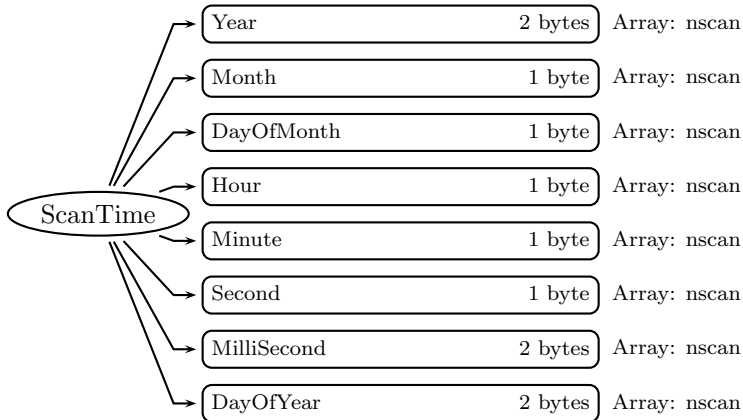 Year 2 bytes Array: nscan
Month 1 byte Array: nscan
DayOfMonth 1 byte Array: nscan
Hour 1 byte Array: nscan
ScanTime
Minute 1 byte Array: nscan
Second 1 byte Array: nscan
MilliSecond 2 bytes Array: nscan
DayOfYear 2 bytes Array: nscan